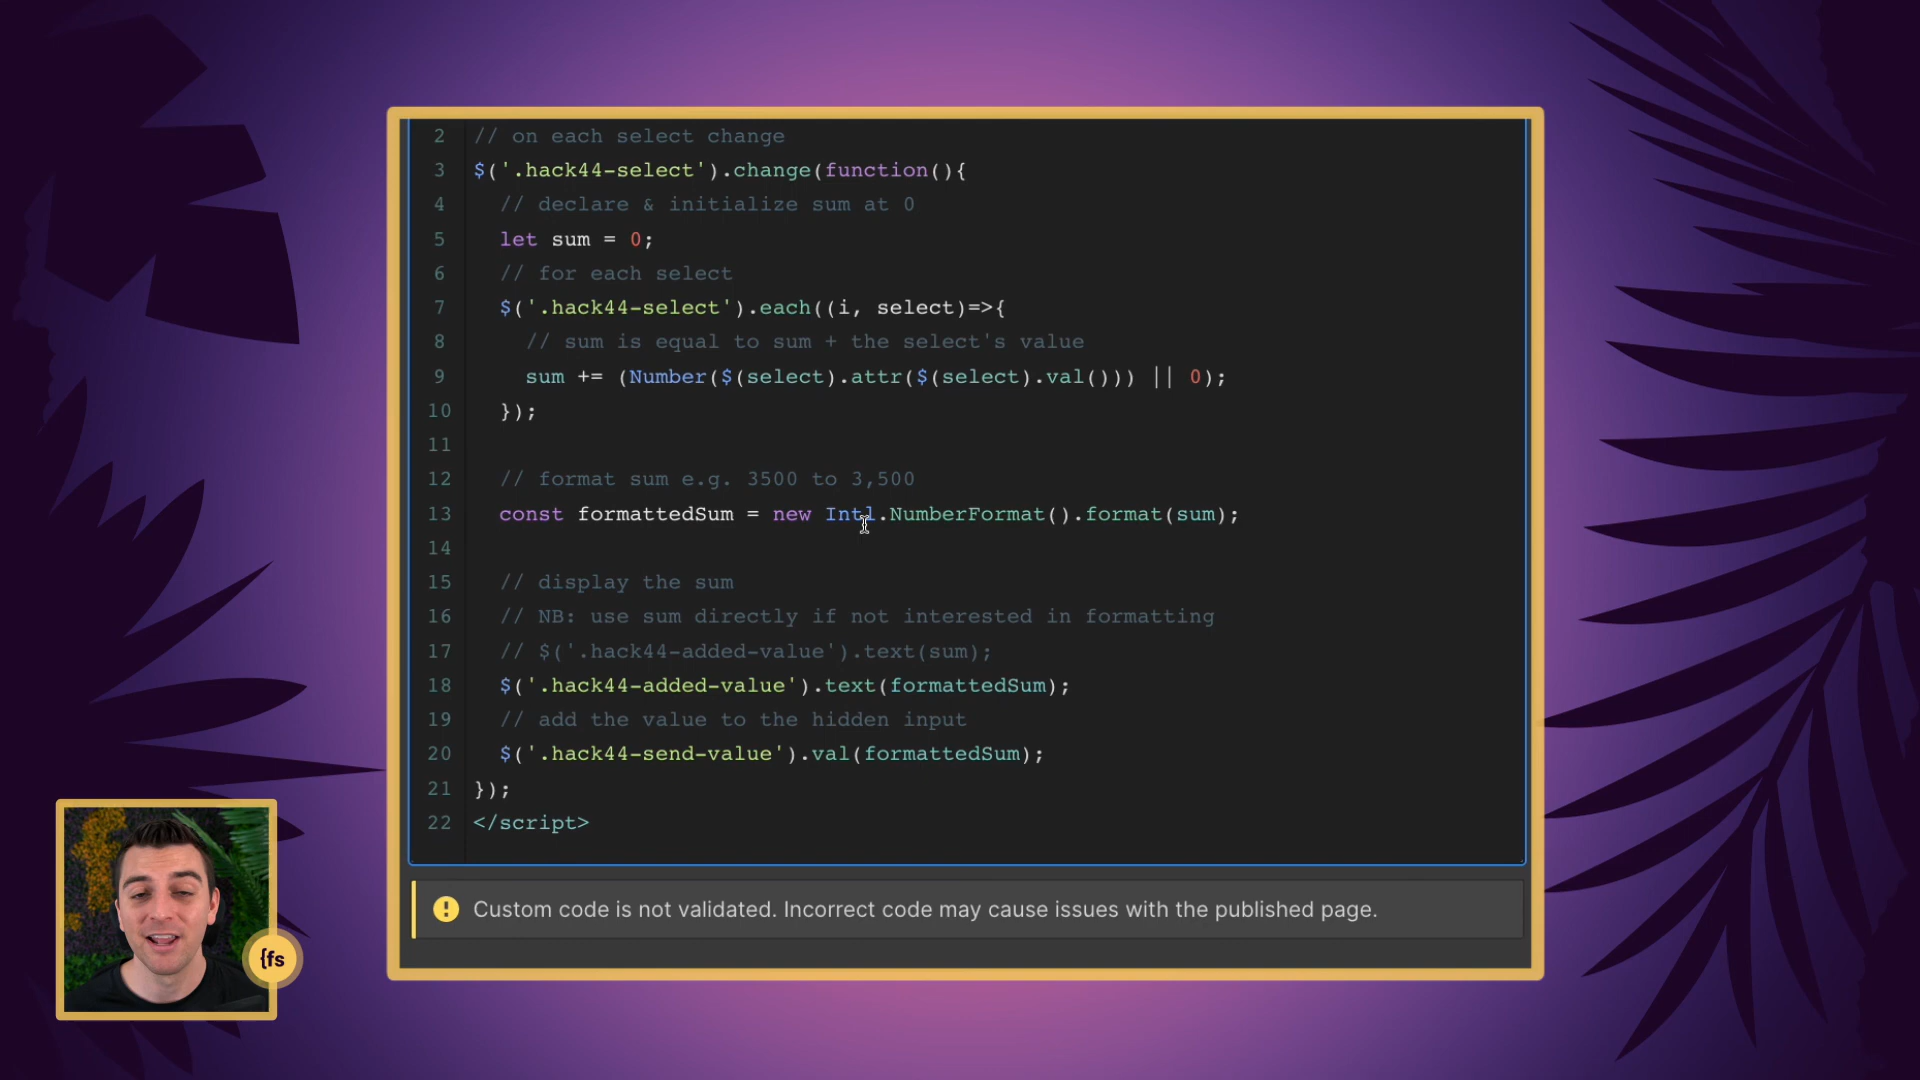 2 // on each select change
3 $('.hack44-select').change(function(){
4 // declare & initialize sum at 0
5 let sum = 0;
6 // for each select
7 $('.hack44-select').each((i, select)=>{
8 // sum is equal to sum + the select's value
9 sum += (Number($(select).attr($(select).val())) || 0);
10 });
11
12 // format sum e.g. 3500 to 3,500
13 const formattedSum = new Intl.NumberFormat().format(sum);
14
15 // display the sum
16 // NB: use sum directly if not interested in formatting
17 // $('.hack44-added-value').text(sum);
18 $('.hack44-added-value').text(formattedSum);
19 // add the value to the hidden input
20 $('.hack44-send-value').val(formattedSum);
21 });
22 </script>
Custom code is not validated. Incorrect code may cause issues with the published page.
{fs